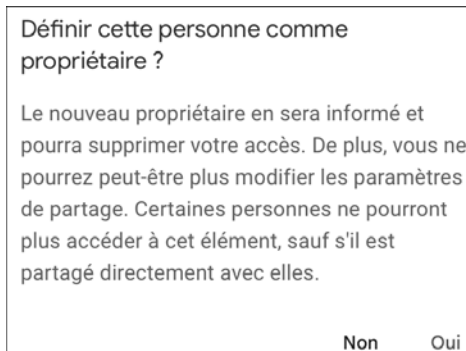 Définir cette personne comme
propriétaire ?
Le nouveau propriétaire en sera informé et
pourra supprimer votre accès. De plus, vous ne
pourrez peut-être plus modifier les paramètres
de partage. Certaines personnes ne pourront
plus accéder à cet élément, sauf s'il est
partagé directement avec elles.
Non Oui